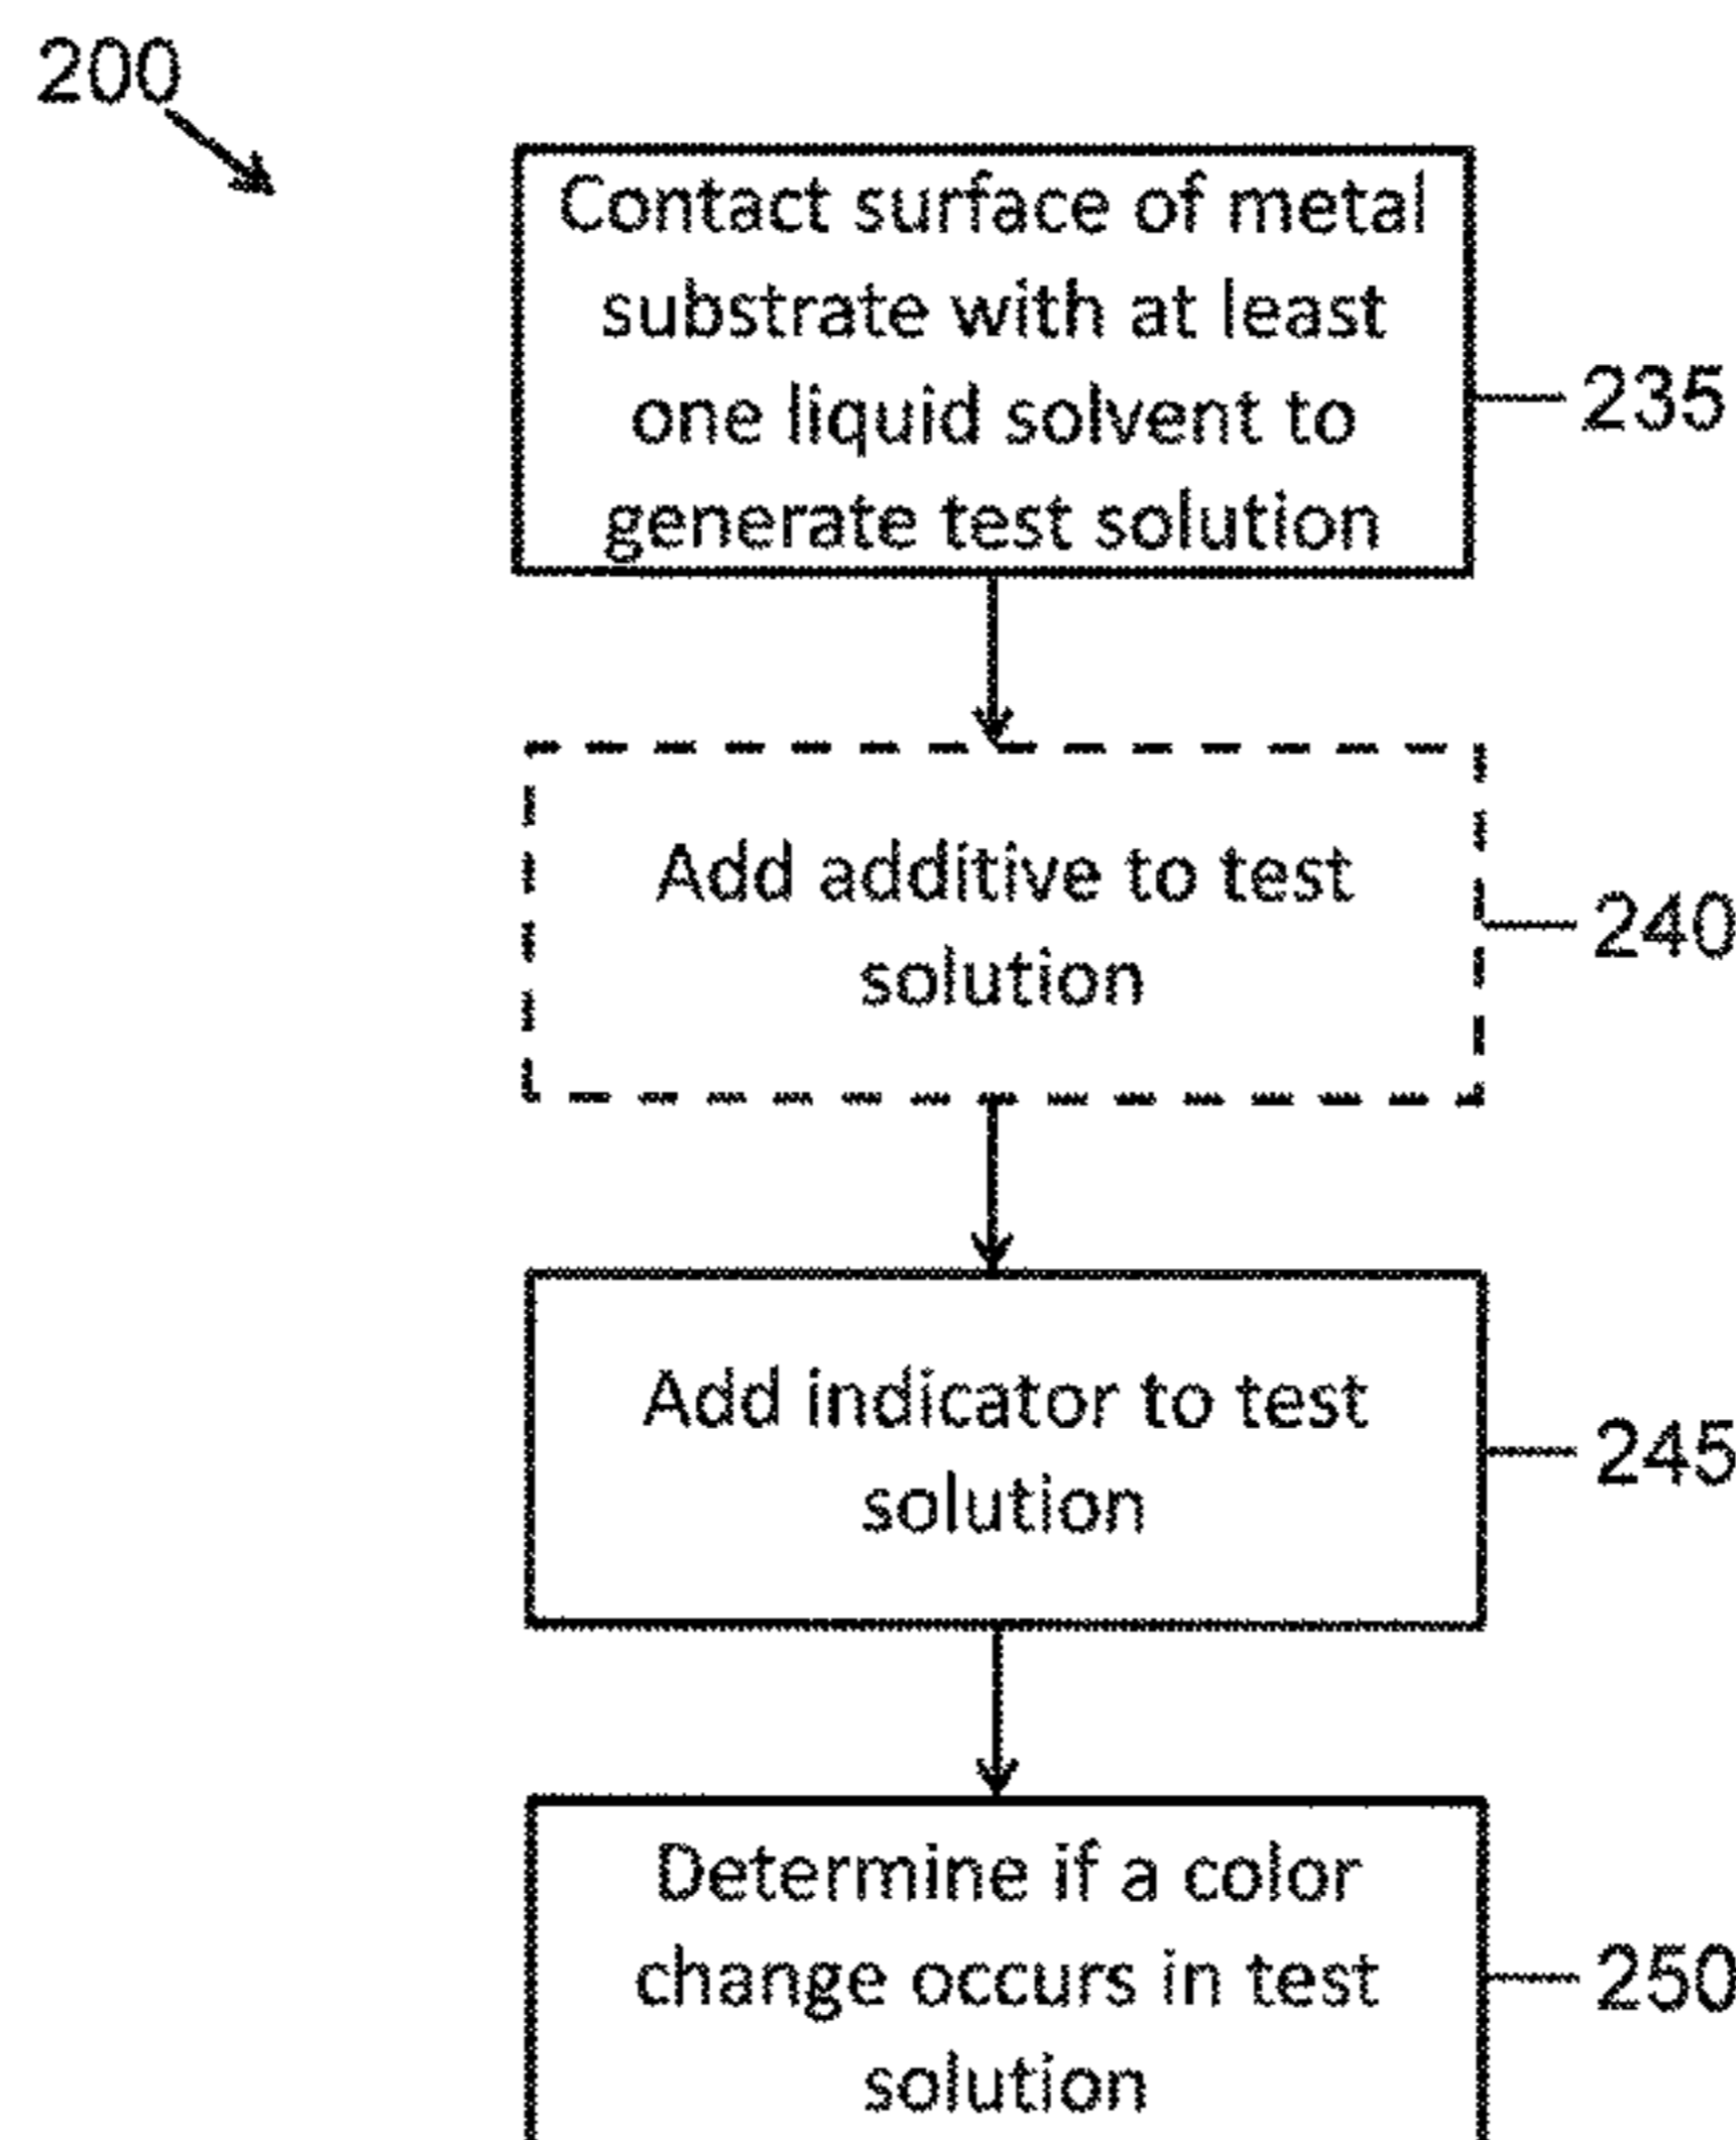 200
Contact surface of metal
substrate with at least
one liquid solvent to
generate test solution
235
Add additive to test
solution
240
Add indicator to test
solution
245
Determine if a color
change occurs in test
solution
250